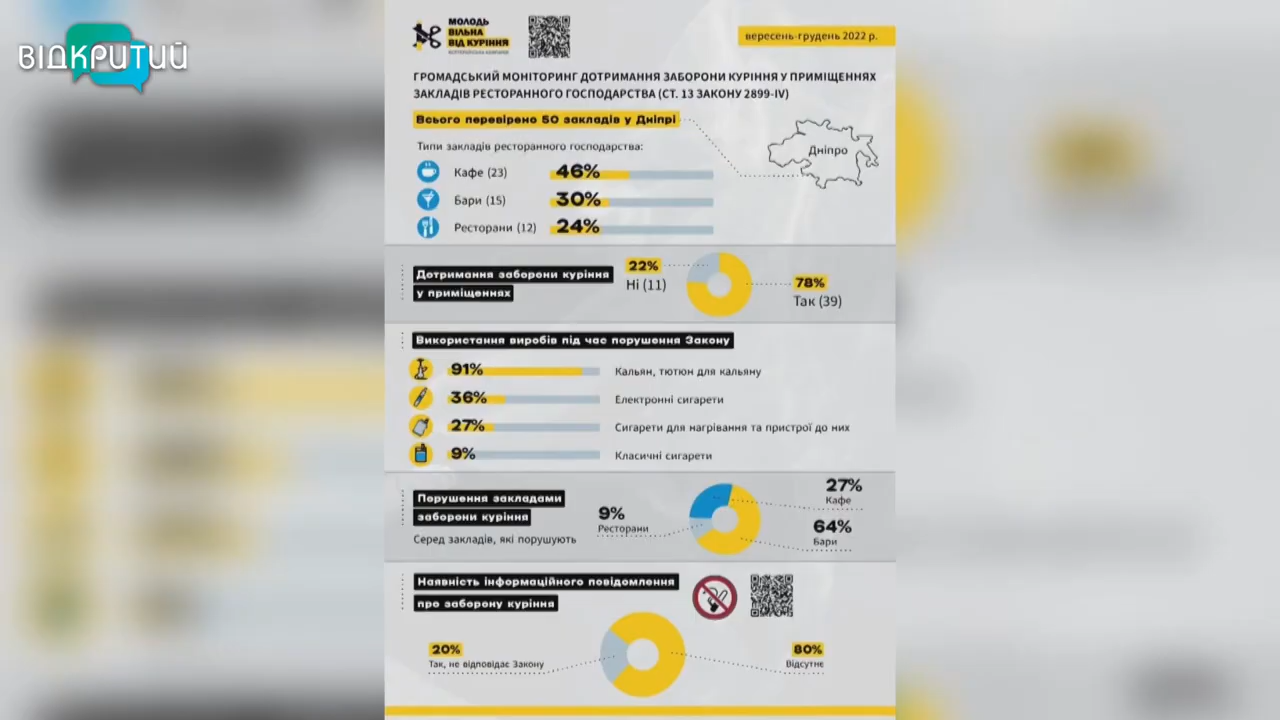 ВІДКРИТИЙ
МОЛОДЬ
ВІЛЬНА
ВІД КУРІННЯ
вересень-грудень 2022 р.
ГРОМАДСЬКИЙ МОНІТОРИНГ ДОТРИМАННЯ ЗАБОРОНИ КУРІННЯ У ПРИМІЩЕННЯХ
ЗАКЛАДІВ РЕСТОРАННОГО ГОСПОДАРСТВА (СТ. 13 ЗАКОНУ 2899-IV)
Всього перевірено 50 закладів у Дніпрі
Типи закладів ресторанного господарства:
Дніпро
Кафе (23) 46%
Бари (15) 30%
Ресторани (12) 24%
Дотримання заборони куріння
у приміщеннях
22%
Ні (11)
78%
Так (39)
Використання виробів під час порушення Закону
91% Кальян, тютюн для кальяну
36% Електронні сигарети
27% Сигарети для нагрівання та пристрої до них
9% Класичні сигарети
Порушення закладами
заборони куріння
Серед закладів, які порушують
9%
Ресторани
27%
Кафе
64%
Бари
Наявність інформаційного повідомлення
про заборону куріння
20%
Так, не відповідає Закону
80%
Відсутнє